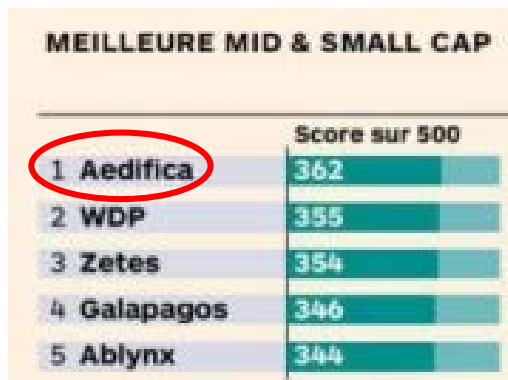 MEILLEURE MID & SMALL CAP
Score sur 500
1 Aedifica 362
2 WDP 355
3 Zetes 354
4 Galapagos 346
5 Ablynx 344